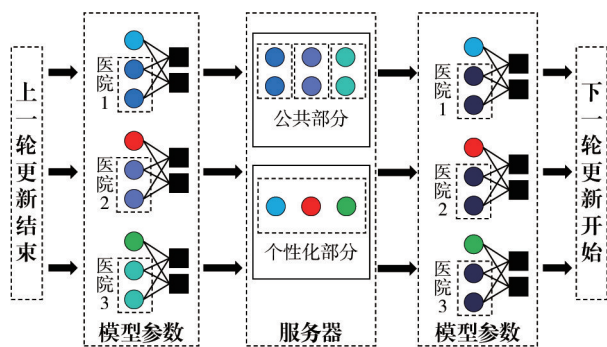 上一轮更新结束
医院1
医院2
医院3
模型参数
公共部分
个性化部分
服务器
医院1
医院2
医院3
模型参数
下一轮更新开始